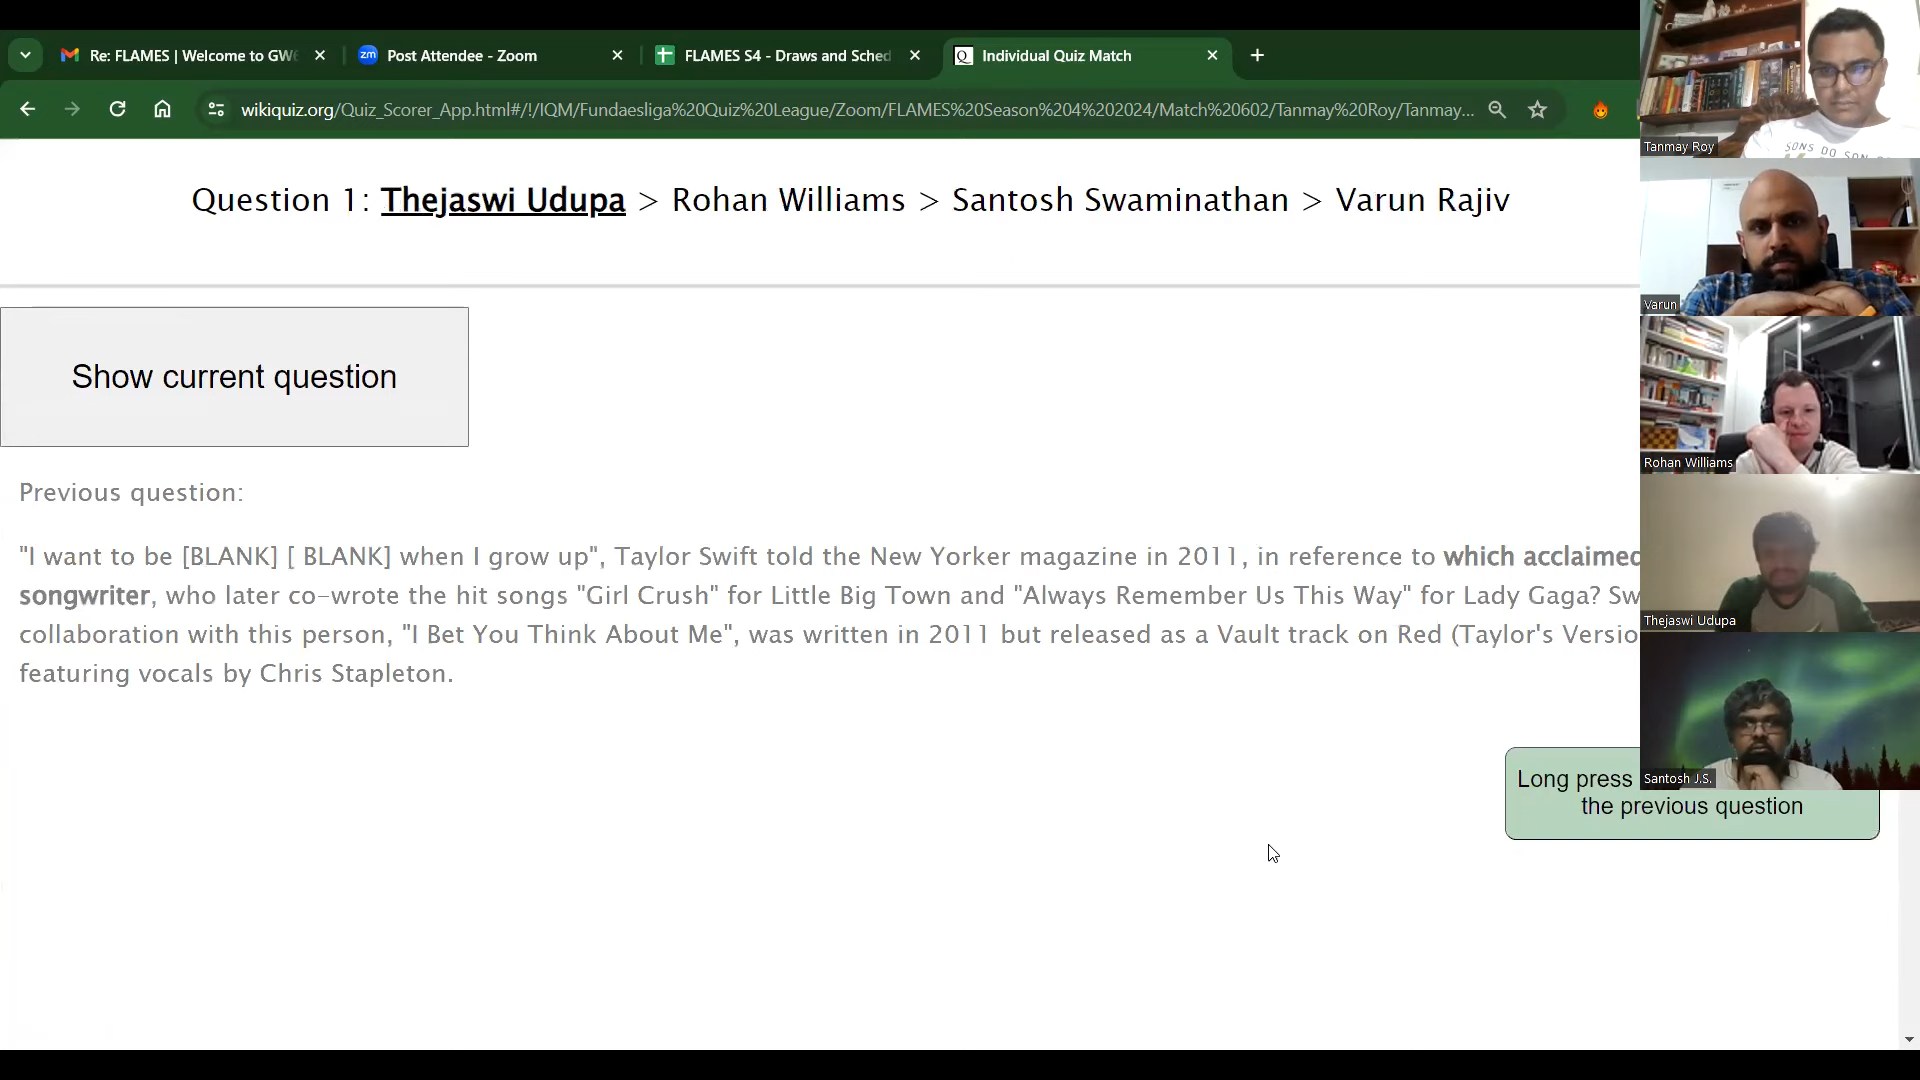 Re: FLAMES | Welcome to GW
Post Attendee - Zoom
FLAMES S4 - Draws and Sched
Individual Quiz Match
wikiquiz.org/Quiz_Scorer_App.html#/!/IQM/Fundaesliga%20Quiz%20League/Zoom/FLAMES%20Season%204%202024/Match%20602/Tanmay%20Roy/Tanmay...
Question 1: Thejaswi Udupa > Rohan Williams > Santosh Swaminathan > Varun Rajiv
Show current question
Previous question:
"I want to be [BLANK] [ BLANK] when I grow up", Taylor Swift told the New Yorker magazine in 2011, in reference to which acclaimed
songwriter, who later co-wrote the hit songs "Girl Crush" for Little Big Town and "Always Remember Us This Way" for Lady Gaga? Sw
collaboration with this person, "I Bet You Think About Me", was written in 2011 but released as a Vault track on Red (Taylor's Versio
featuring vocals by Chris Stapleton.
Long press
the previous question
Tanmay Roy
Varun
Rohan Williams
Thejaswi Udupa
Santosh J.S.
SONS DO SON